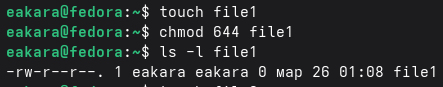 eakara@fedora:~$ touch file1
eakara@fedora:~$ chmod 644 file1
eakara@fedora:~$ ls -l file1
-rw-r--r--. 1 eakara eakara 0 мар 26 01:08 file1